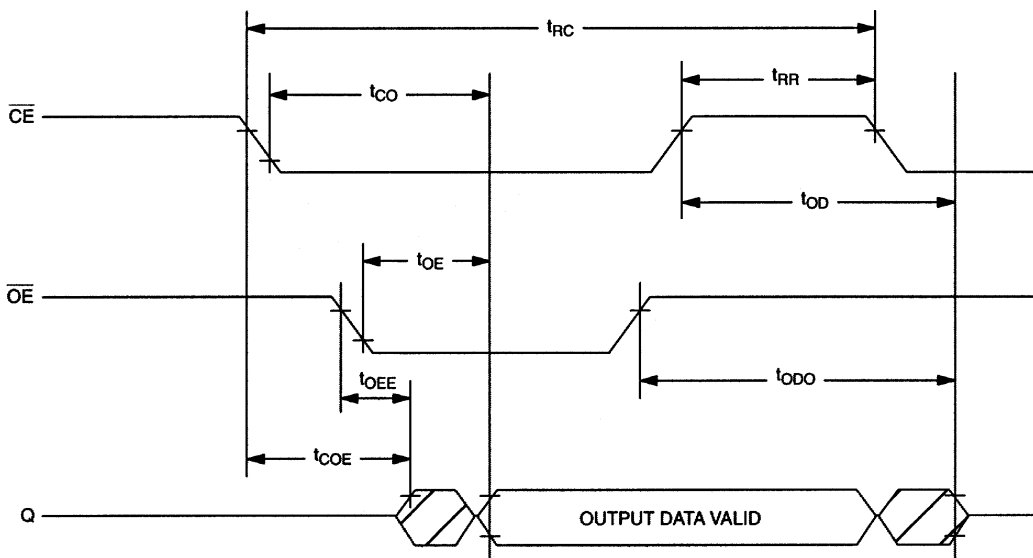 tRC
tCO
tRR
CE
tOD
tOE
OE
tOEE
tODO
tCOE
Q
OUTPUT DATA VALID